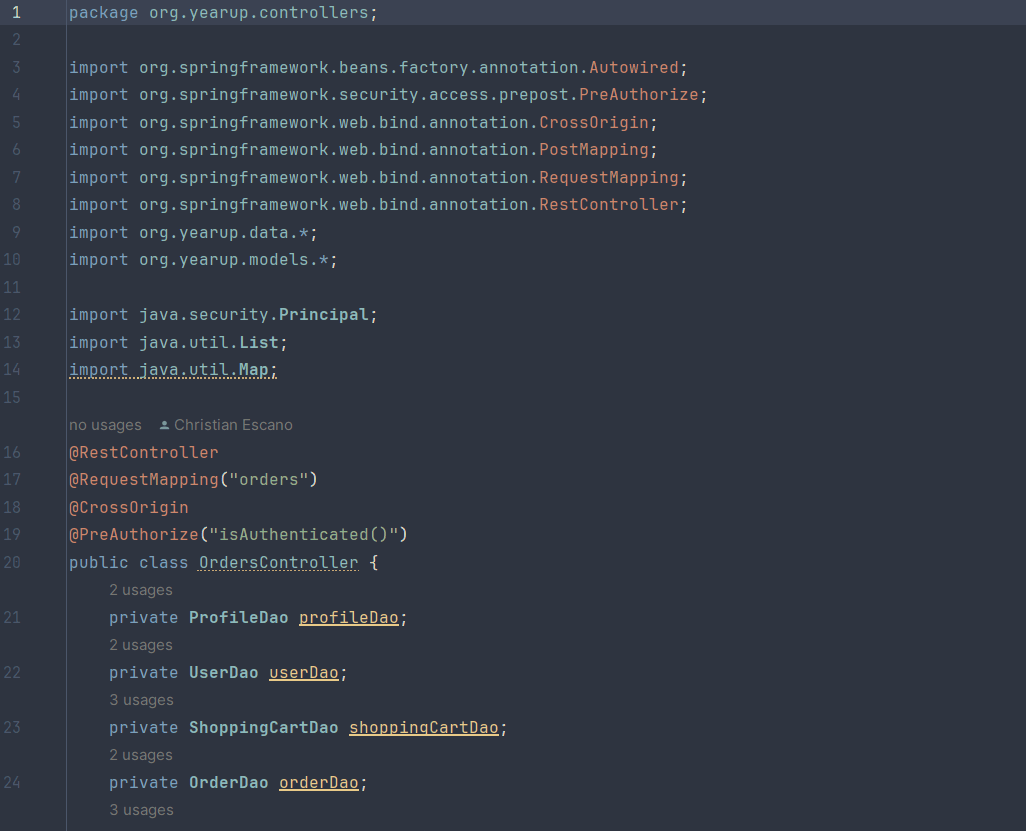 1 package org.yearup.controllers;
2
3 import org.springframework.beans.factory.annotation.Autowired;
4 import org.springframework.security.access.prepost.PreAuthorize;
5 import org.springframework.web.bind.annotation.CrossOrigin;
6 import org.springframework.web.bind.annotation.PostMapping;
7 import org.springframework.web.bind.annotation.RequestMapping;
8 import org.springframework.web.bind.annotation.RestController;
9 import org.yearup.data.*;
10 import org.yearup.models.*;
11
12 import java.security.Principal;
13 import java.util.List;
14 import java.util.Map;
15
no usages Christian Escano
16 @RestController
17 @RequestMapping("orders")
18 @CrossOrigin
19 @PreAuthorize("isAuthenticated()")
20 public class OrdersController {
2 usages
21 private ProfileDao profileDao;
2 usages
22 private UserDao userDao;
3 usages
23 private ShoppingCartDao shoppingCartDao;
2 usages
24 private OrderDao orderDao;
3 usages